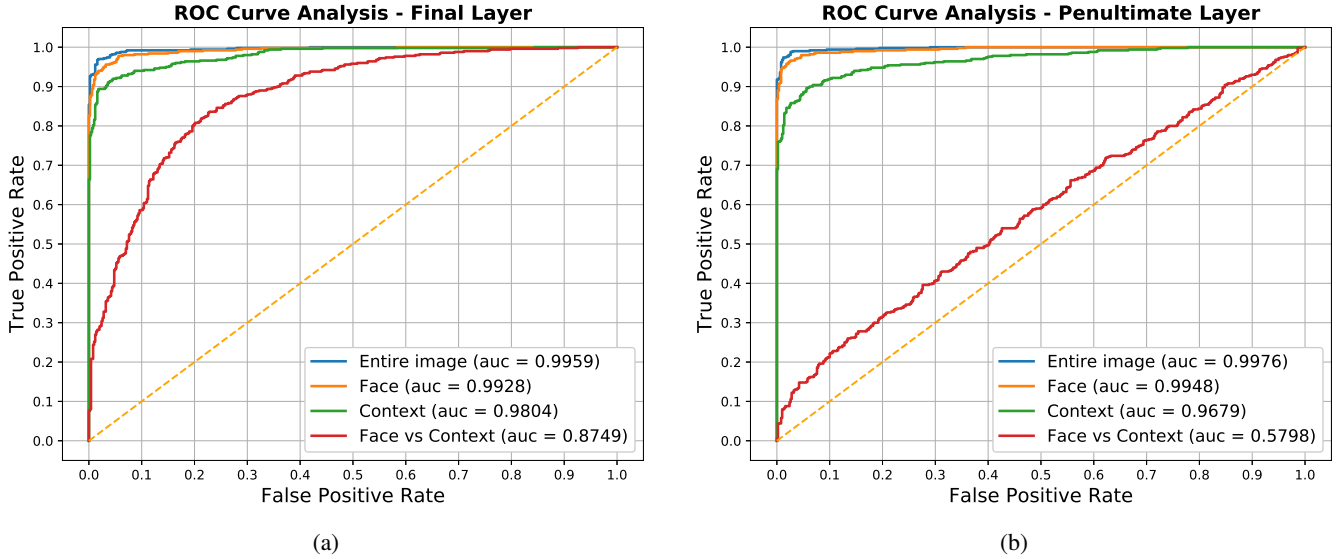 ROC Curve Analysis - Final Layer
True Positive Rate
1.0
0.9
0.8
0.7
0.6
0.5
0.4
0.3
0.2
0.1
0.0
Entire image (auc = 0.9959)
Face (auc = 0.9928)
Context (auc = 0.9804)
Face vs Context (auc = 0.8749)
0.0 0.1 0.2 0.3 0.4 0.5 0.6 0.7 0.8 0.9 1.0
False Positive Rate
(a)
ROC Curve Analysis - Penultimate Layer
True Positive Rate
1.0
0.9
0.8
0.7
0.6
0.5
0.4
0.3
0.2
0.1
0.0
Entire image (auc = 0.9976)
Face (auc = 0.9948)
Context (auc = 0.9679)
Face vs Context (auc = 0.5798)
0.0 0.1 0.2 0.3 0.4 0.5 0.6 0.7 0.8 0.9 1.0
False Positive Rate
(b)